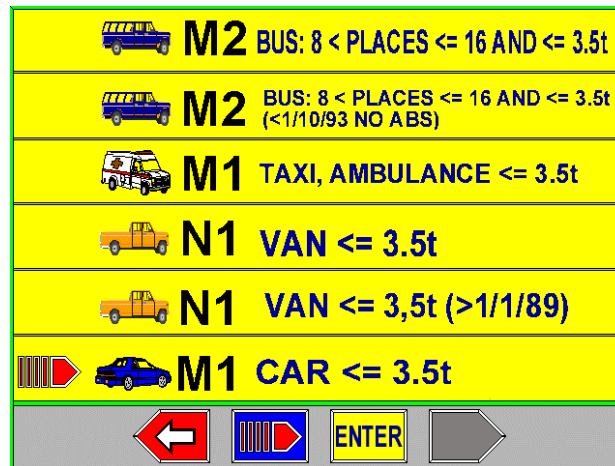 M2 BUS: 8 < PLACES <= 16 AND <= 3.5t
M2 BUS: 8 < PLACES <= 16 AND <= 3.5t
(<1/10/93 NO ABS)
M1 TAXI, AMBULANCE <= 3.5t
N1 VAN <= 3.5t
N1 VAN <= 3,5t (>1/1/89)
M1 CAR <= 3.5t
ENTER